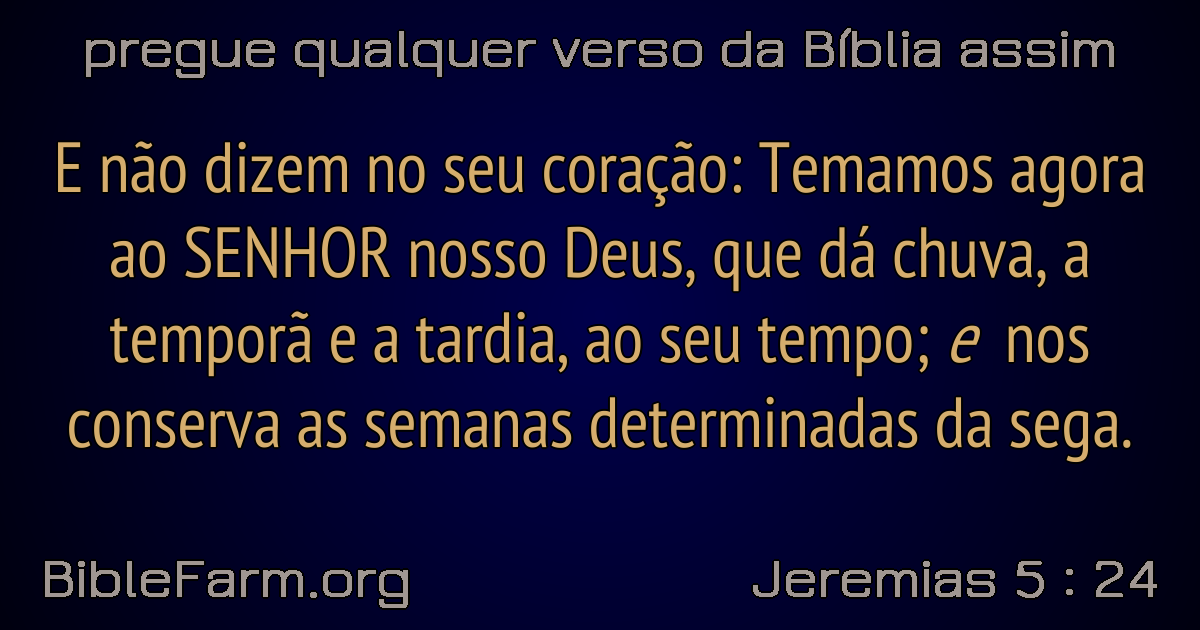 pregue qualquer verso da Bíblia assim
E não dizem no seu coração: Temamos agora
ao SENHOR nosso Deus, que dá chuva, a
temporã e a tardia, ao seu tempo; e nos
conserva as semanas determinadas da sega.
BibleFarm.org
Jeremias 5 : 24